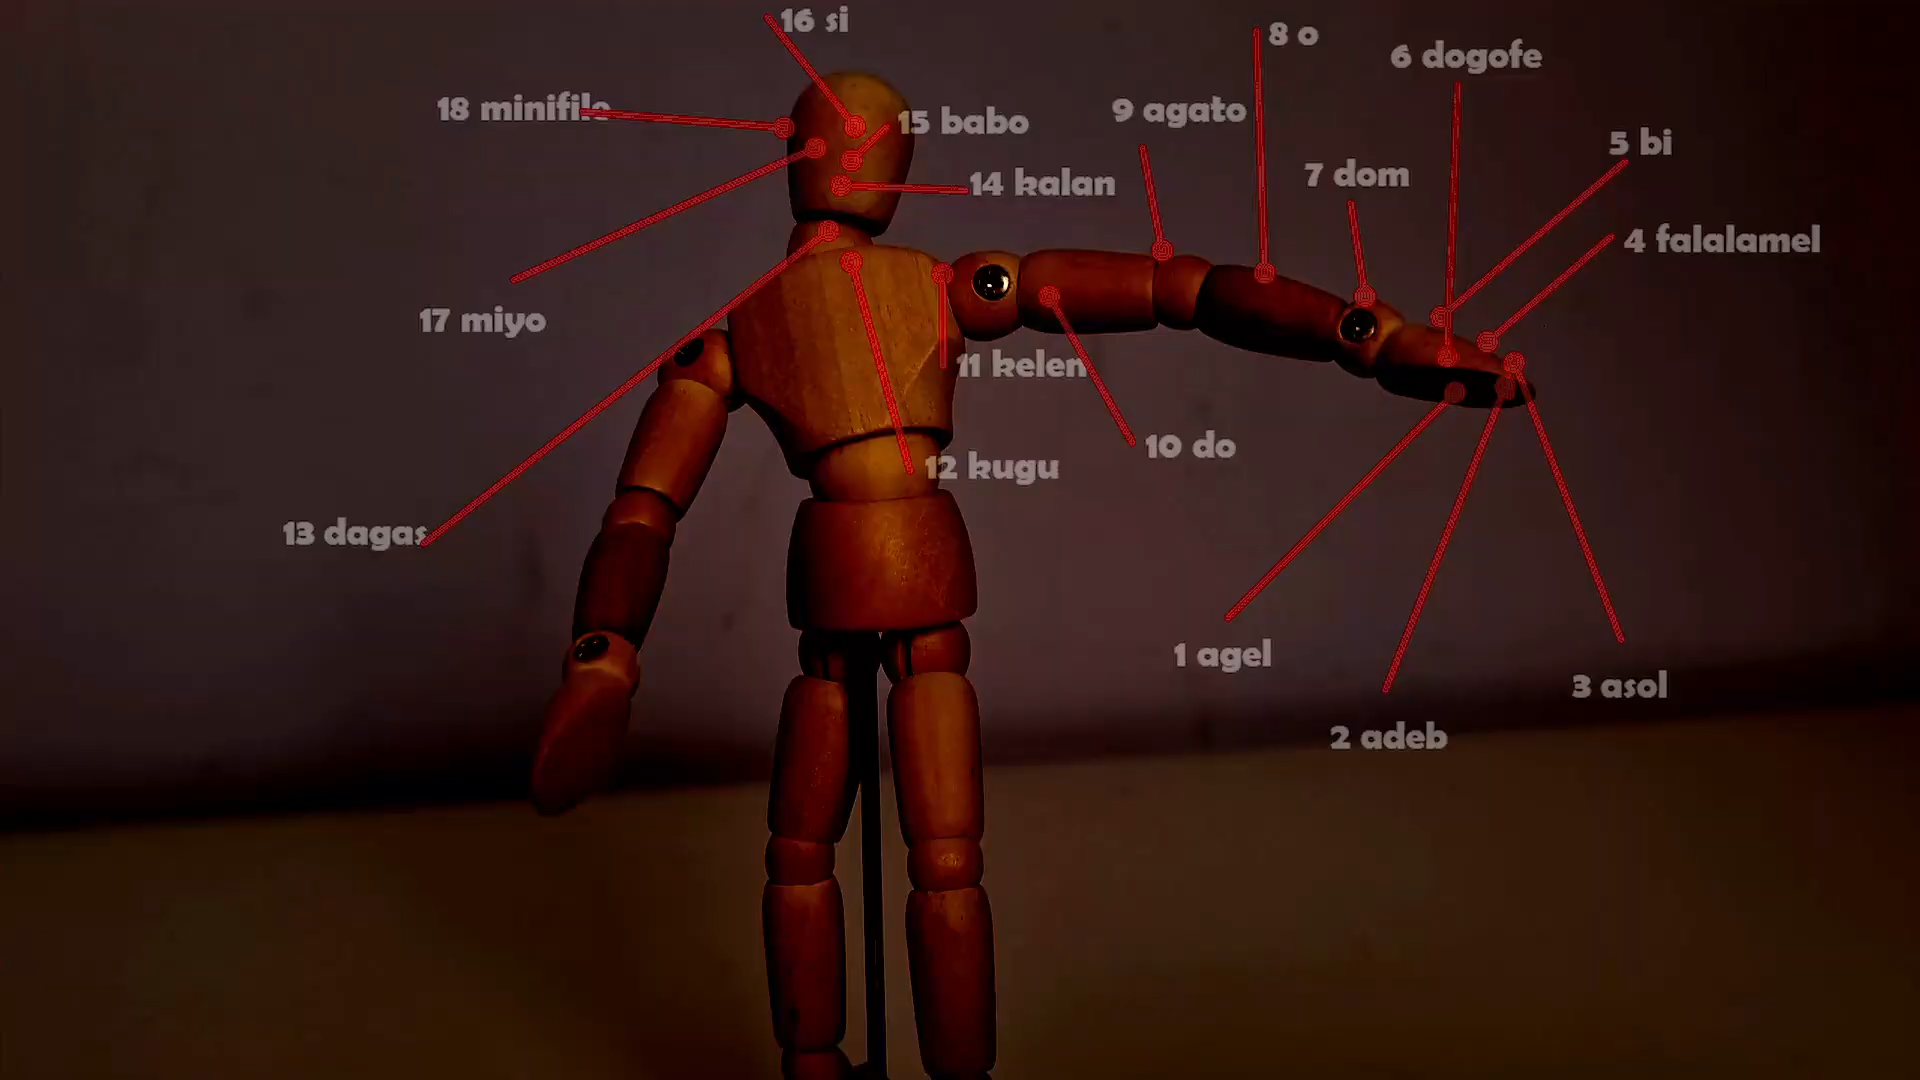 16 si
8 o
6 dogofe
18 minifile
15 babo
9 agato
5 bi
7 dom
14 kalan
4 falalamel
17 miyo
11 kelen
10 do
12 kugu
13 dagas
1 agel
3 asol
2 adeb